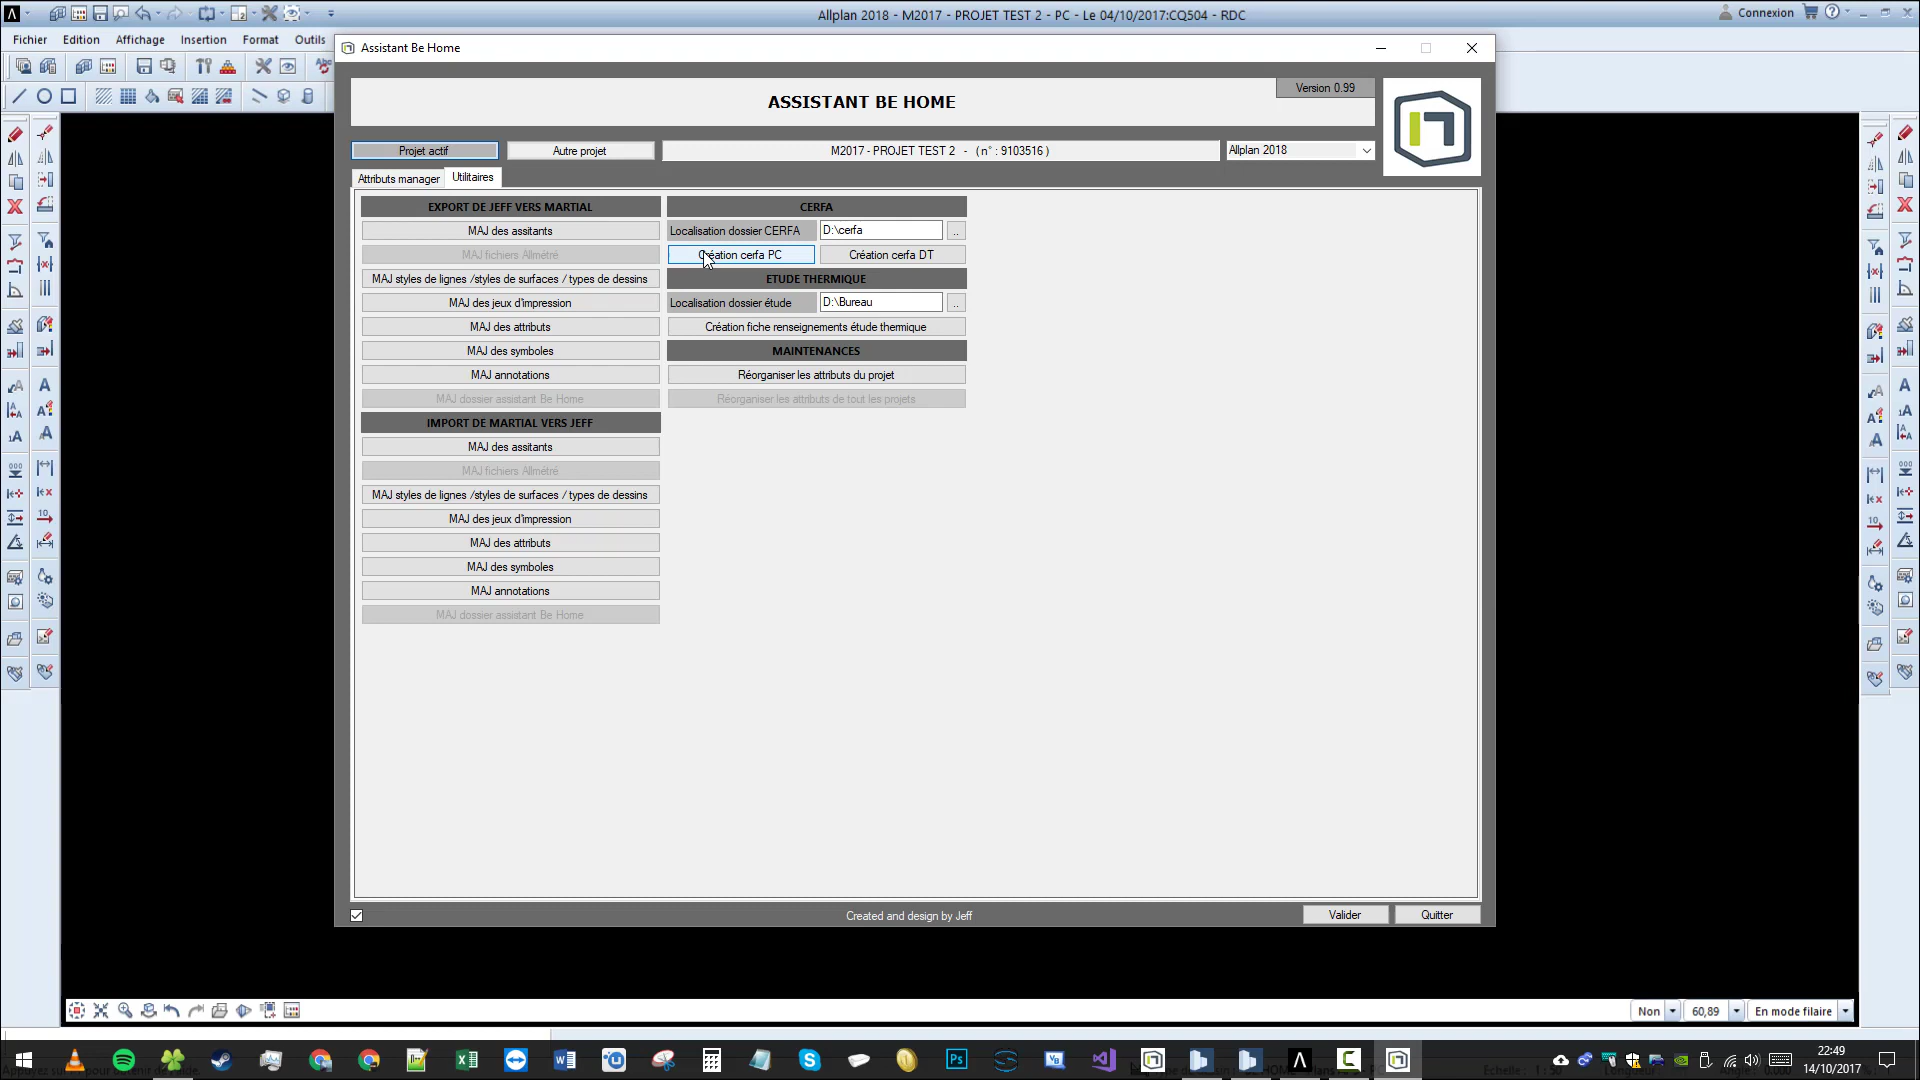 Allplan 2018 - M2017 - PROJET TEST 2 - PC - Le 04/10/2017:CQ504 - RDC
Connexion
Fichier Edition Affichage Insertion Format Outils
Assistant Be Home
ASSISTANT BE HOME
Version 0.99
Projet actif
Autre projet
M2017 - PROJET TEST 2 - ( n° : 9103516 )
Allplan 2018
Attributs manager
Utilitaires
EXPORT DE JEFF VERS MARTIAL
MAJ des assitants
MAJ fichiers Allmétré
MAJ styles de lignes /styles de surfaces / types de dessins
MAJ des jeux d'impression
MAJ des attributs
MAJ des symboles
MAJ annotations
MAJ dossier assistant Be Home
IMPORT DE MARTIAL VERS JEFF
MAJ des assitants
MAJ fichiers Allmétré
MAJ styles de lignes /styles de surfaces / types de dessins
MAJ des jeux d'impression
MAJ des attributs
MAJ des symboles
MAJ annotations
MAJ dossier assistant Be Home
CERFA
Localisation dossier CERFA
D:\cerfa
..
Création cerfa PC
Création cerfa DT
ETUDE THERMIQUE
Localisation dossier étude
D:\Bureau
..
Création fiche renseignements étude thermique
MAINTENANCES
Réorganiser les attributs du projet
Réorganiser les attributs de tout les projets
Created and design by Jeff
Valider
Quitter
Non
60,89
En mode filaire
22:49
14/10/2017